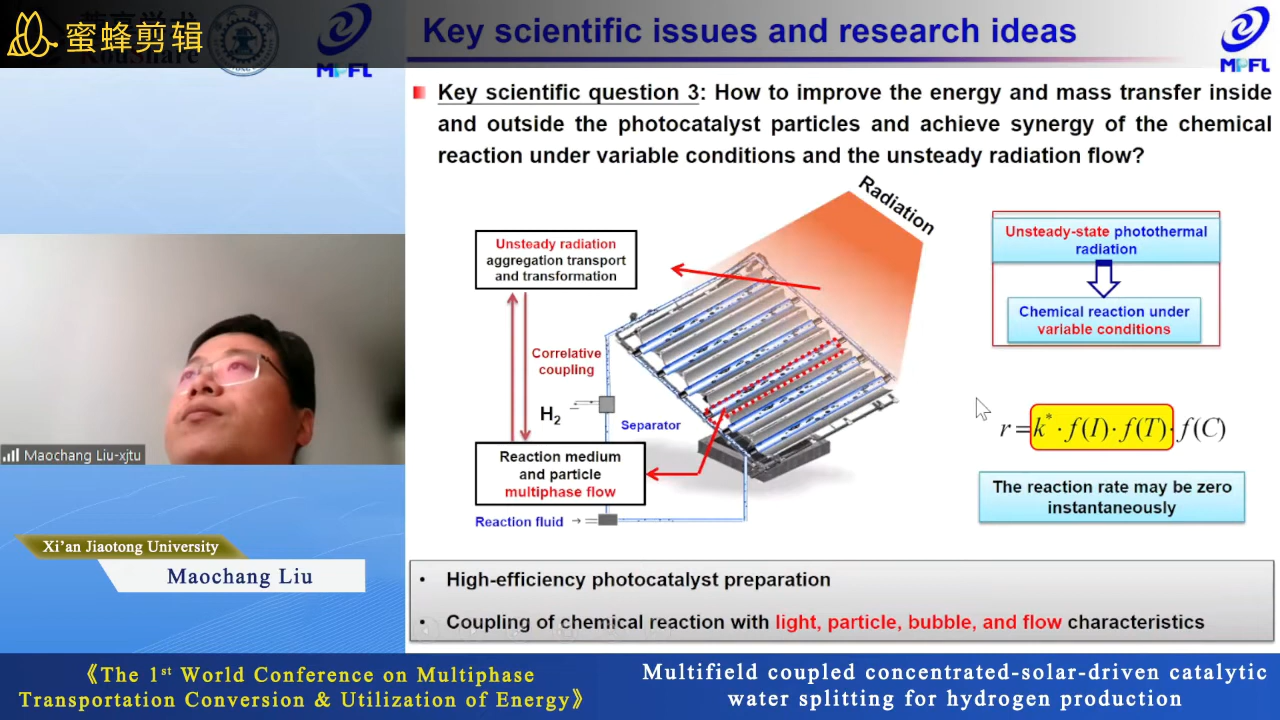 蜜蜂剪辑
MPFL
Key scientific issues and research ideas
MPFL
Key scientific question 3: How to improve the energy and mass transfer inside
and outside the photocatalyst particles and achieve synergy of the chemical
reaction under variable conditions and the unsteady radiation flow?
Radiation
Unsteady radiation
aggregation transport
and transformation
Correlative
coupling
H₂
Separator
Reaction medium
and particle
multiphase flow
Reaction fluid
Unsteady-state photothermal
radiation
Chemical reaction under
variable conditions
r = k* · f(I) · f(T) · f(C)
The reaction rate may be zero
instantaneously
• High-efficiency photocatalyst preparation
• Coupling of chemical reaction with light, particle, bubble, and flow characteristics
Maochang Liu-xjtu
Xi'an Jiaotong University
Maochang Liu
《The 1st World Conference on Multiphase
Transportation Conversion & Utilization of Energy》
Multifield coupled concentrated-solar-driven catalytic
water splitting for hydrogen production